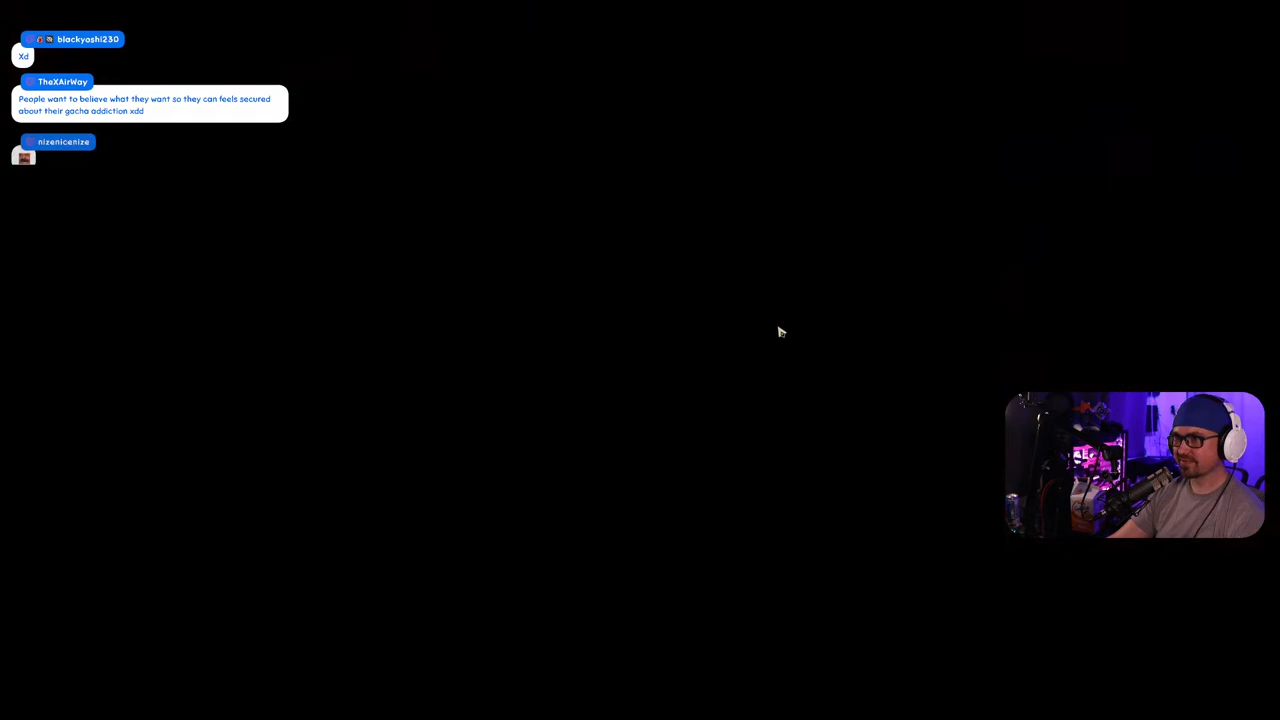 blackyoshi230
Xd
TheXAirWay
People want to believe what they want so they can feels secured
about their gacha addiction xdd
nizenicenize